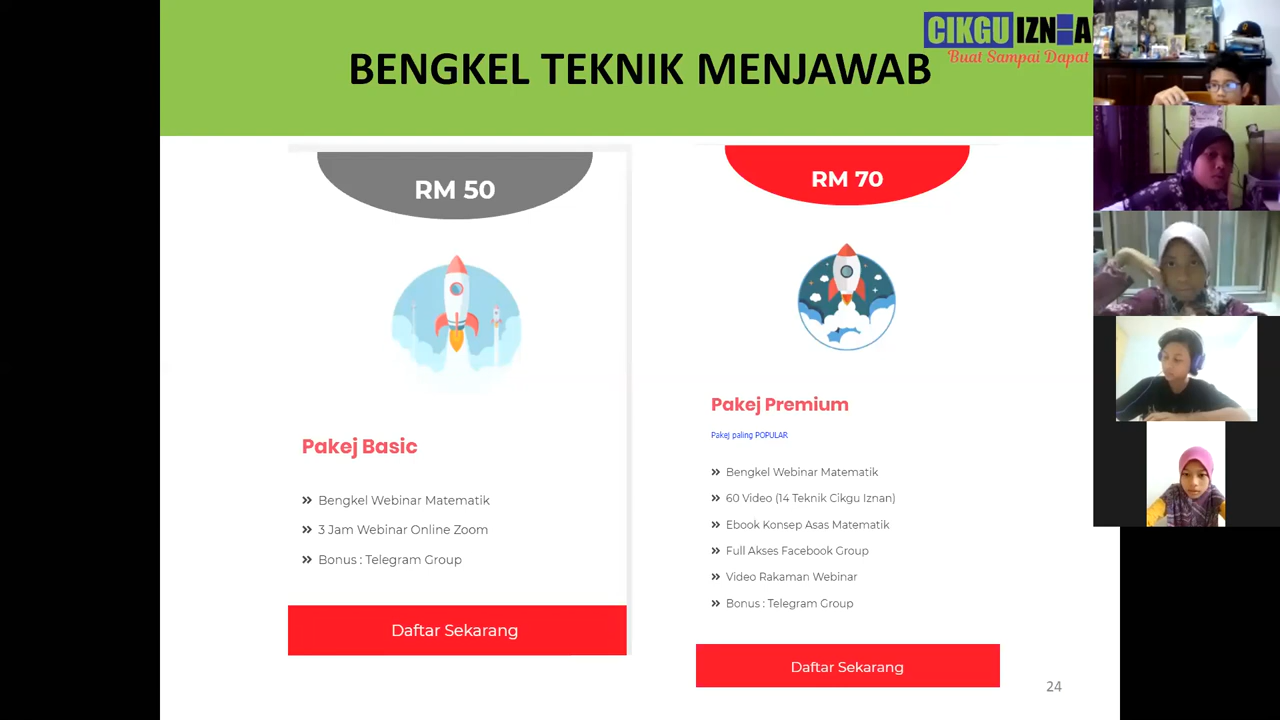 CIKGU IZN A
Buat Sampai Dapat
BENGKEL TEKNIK MENJAWAB
RM 50
Pakej Basic
Bengkel Webinar Matematik
3 Jam Webinar Online Zoom
Bonus : Telegram Group
Daftar Sekarang
RM 70
Pakej Premium
Pakej paling POPULAR
Bengkel Webinar Matematik
60 Video (14 Teknik Cikgu Iznan)
Ebook Konsep Asas Matematik
Full Akses Facebook Group
Video Rakaman Webinar
Bonus : Telegram Group
Daftar Sekarang
24